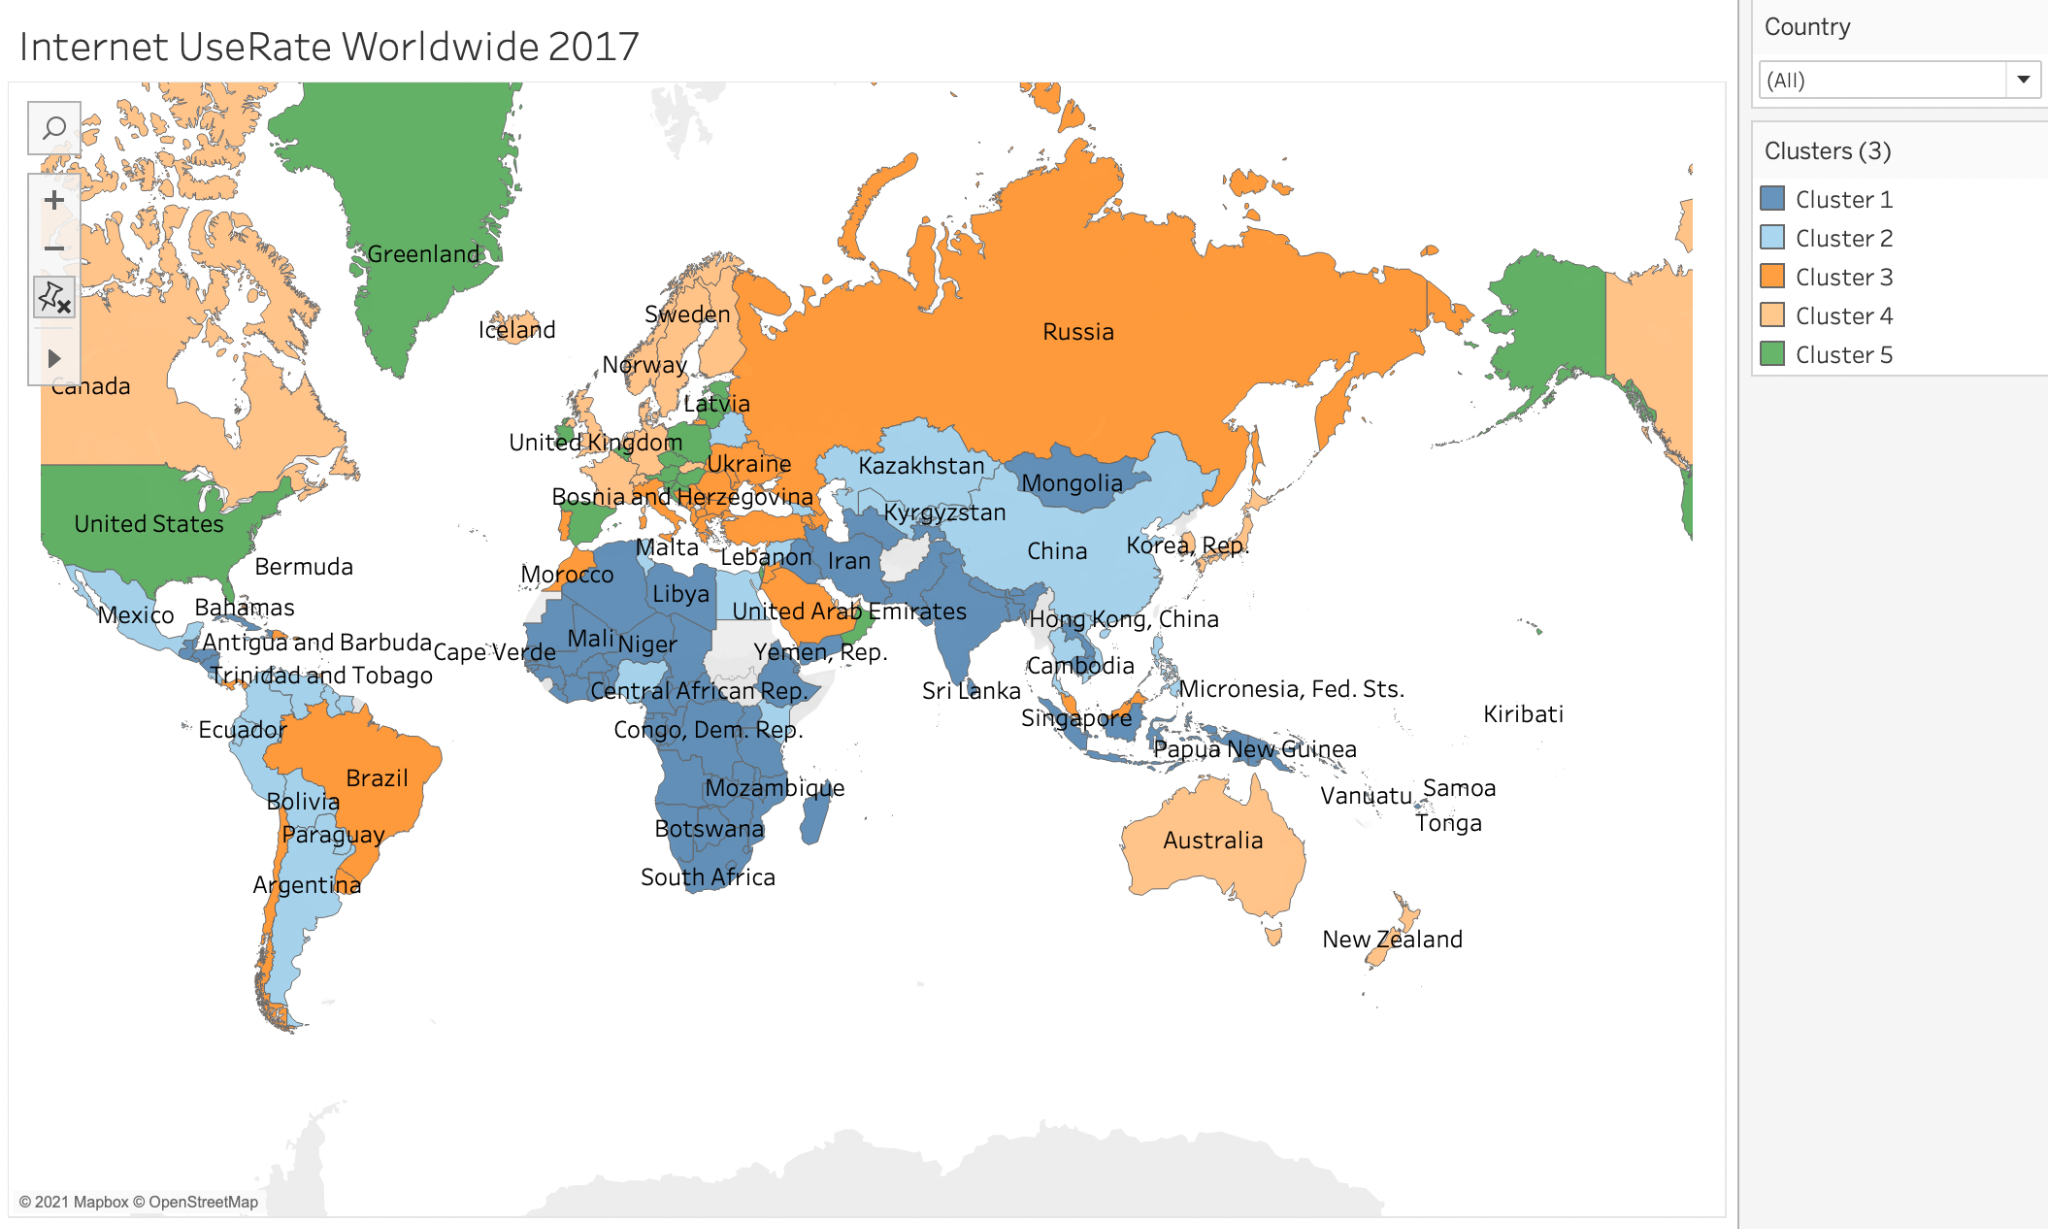 Internet UseRate Worldwide 2017
Country
(All)
Clusters (3)
Cluster 1
Cluster 2
Cluster 3
Cluster 4
Cluster 5
Greenland
Iceland
Sweden
Russia
Norway
Canada
Latvia
United Kingdom
Ukraine
Kazakhstan
Mongolia
Bosnia and Herzegovina
Kyrgyzstan
United States
Malta
Lebanon
Iran
China
Korea, Rep.
Bermuda
Morocco
Libya
Mexico
Bahamas
United Arab Emirates
Hong Kong, China
Antigua and Barbuda
Cape Verde
Mali
Niger
Yemen, Rep.
Cambodia
Trinidad and Tobago
Central African Rep.
Sri Lanka
Micronesia, Fed. Sts.
Ecuador
Congo, Dem. Rep.
Singapore
Kiribati
Papua New Guinea
Brazil
Bolivia
Mozambique
Vanuatu
Samoa
Tonga
Paraguay
Botswana
Australia
Argentina
South Africa
New Zealand
© 2021 Mapbox © OpenStreetMap